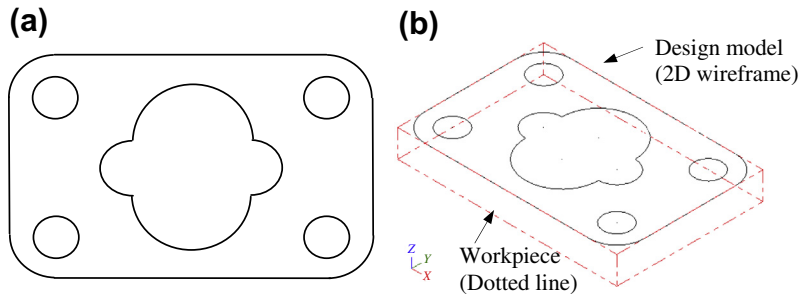 (a)
(b)
Design model
(2D wireframe)
Workpiece
(Dotted line)
Z
Y
X